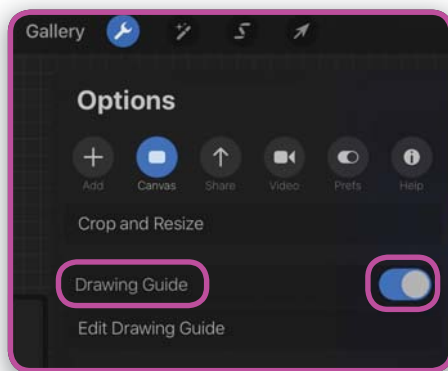 Gallery
Options
Add Canvas Share Video Prefs Help
Crop and Resize
Drawing Guide
Edit Drawing Guide